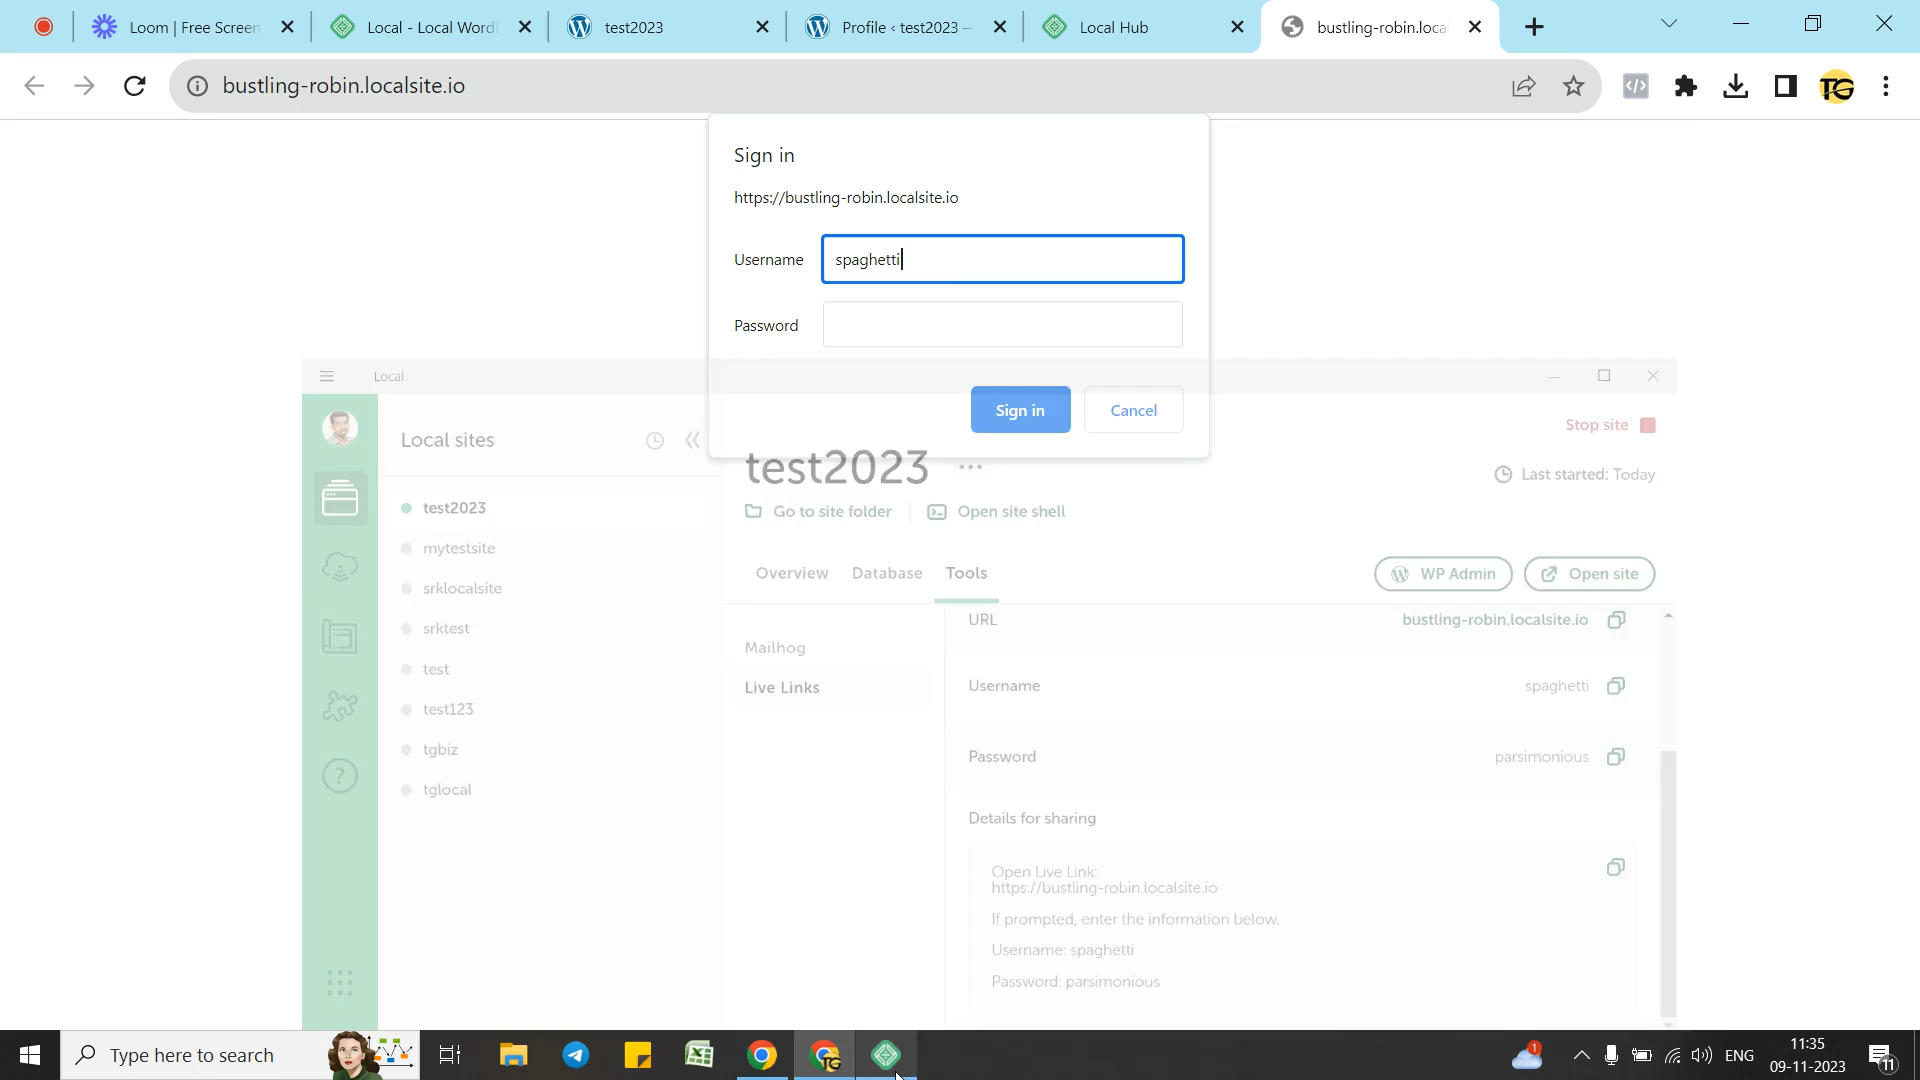 Loom | Free Screen
Local - Local Word
test2023
Profile ‹ test2023 —
Local Hub
bustling-robin.loca
bustling-robin.localsite.io
TG
Sign in
https://bustling-robin.localsite.io
Username
spaghetti
Password
Sign in
Cancel
Local
Local sites
test2023
mytestsite
srklocalsite
srktest
test
test123
tgbiz
tglocal
test2023
Stop site
Last started: Today
Go to site folder
Open site shell
Overview
Database
Tools
WP Admin
Open site
Mailhog
Live Links
URL
bustling-robin.localsite.io
Username
spaghetti
Password
parsimonious
Details for sharing
Open Live Link:
https://bustling-robin.localsite.io
If prompted, enter the information below.
Username: spaghetti
Password: parsimonious
Type here to search
TG
1
ENG
11:35
09-11-2023
11